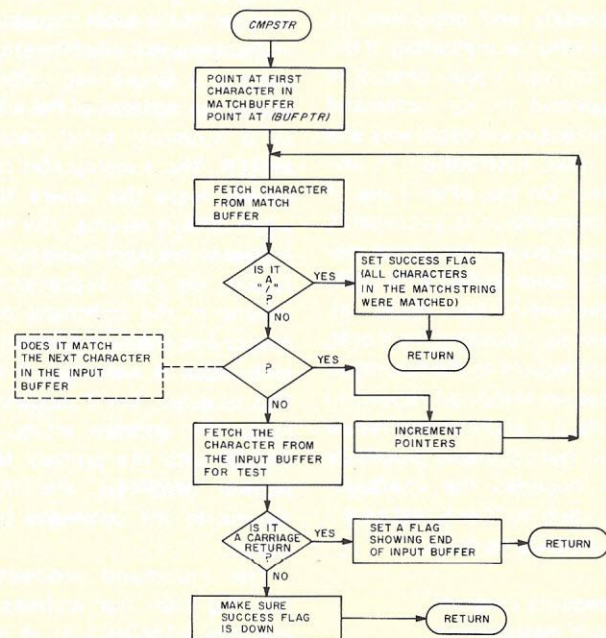 CMPSTR
POINT AT FIRST
CHARACTER IN
MATCHBUFFER
POINT AT (BUFPTR)
FETCH CHARACTER
FROM MATCH
BUFFER
IS IT
A
"/"
?
YES
NO
SET SUCCESS FLAG
(ALL CHARACTERS
IN THE MATCHSTRING
WERE MATCHED)
RETURN
DOES IT MATCH
THE NEXT CHARACTER
IN THE INPUT
BUFFER
?
YES
NO
INCREMENT
POINTERS
FETCH THE
CHARACTER FROM
THE INPUT BUFFER
FOR TEST
IS IT
A CARRIAGE
RETURN
?
YES
NO
SET A FLAG
SHOWING END
OF INPUT BUFFER
RETURN
MAKE SURE
SUCCESS FLAG
IS DOWN
RETURN